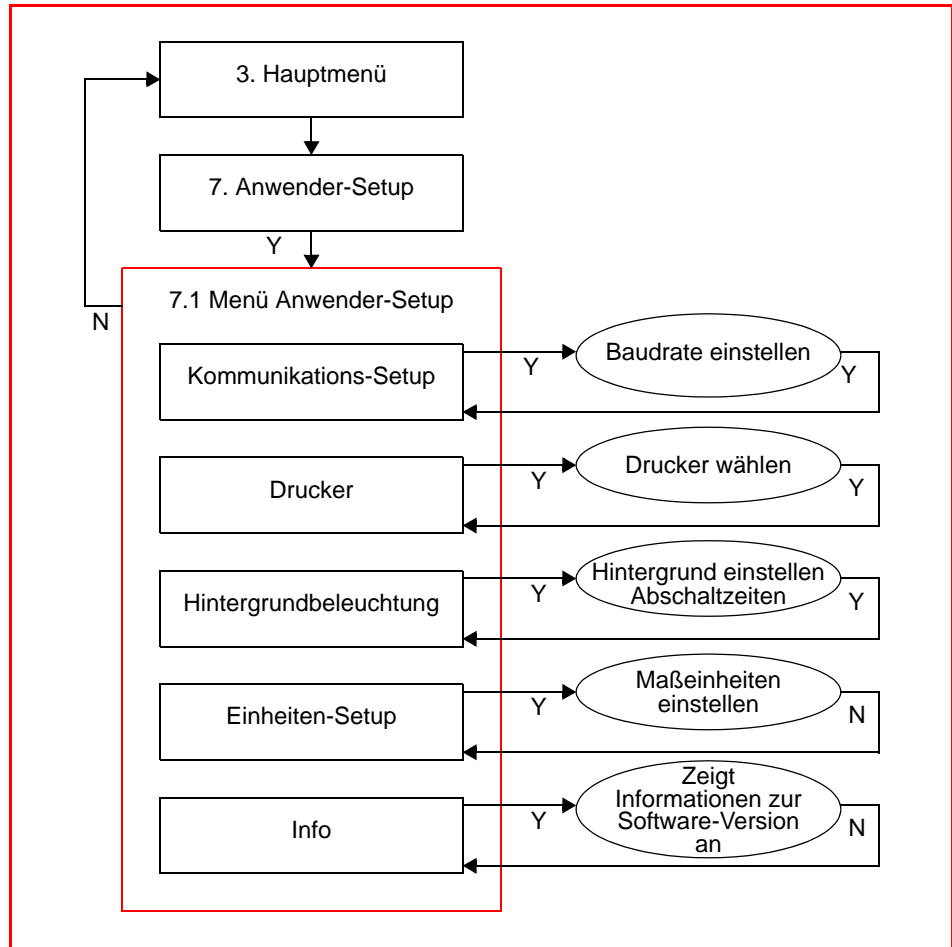 3. Hauptmenü
7. Anwender-Setup
Y
7.1 Menü Anwender-Setup
N
Kommunikations-Setup
Y
Baudrate einstellen
Y
Drucker
Y
Drucker wählen
Y
Hintergrundbeleuchtung
Y
Hintergrund einstellen
Abschaltzeiten
Y
Einheiten-Setup
Y
Maßeinheiten
einstellen
N
Info
Y
Zeigt
Informationen zur
Software-Version
an
N